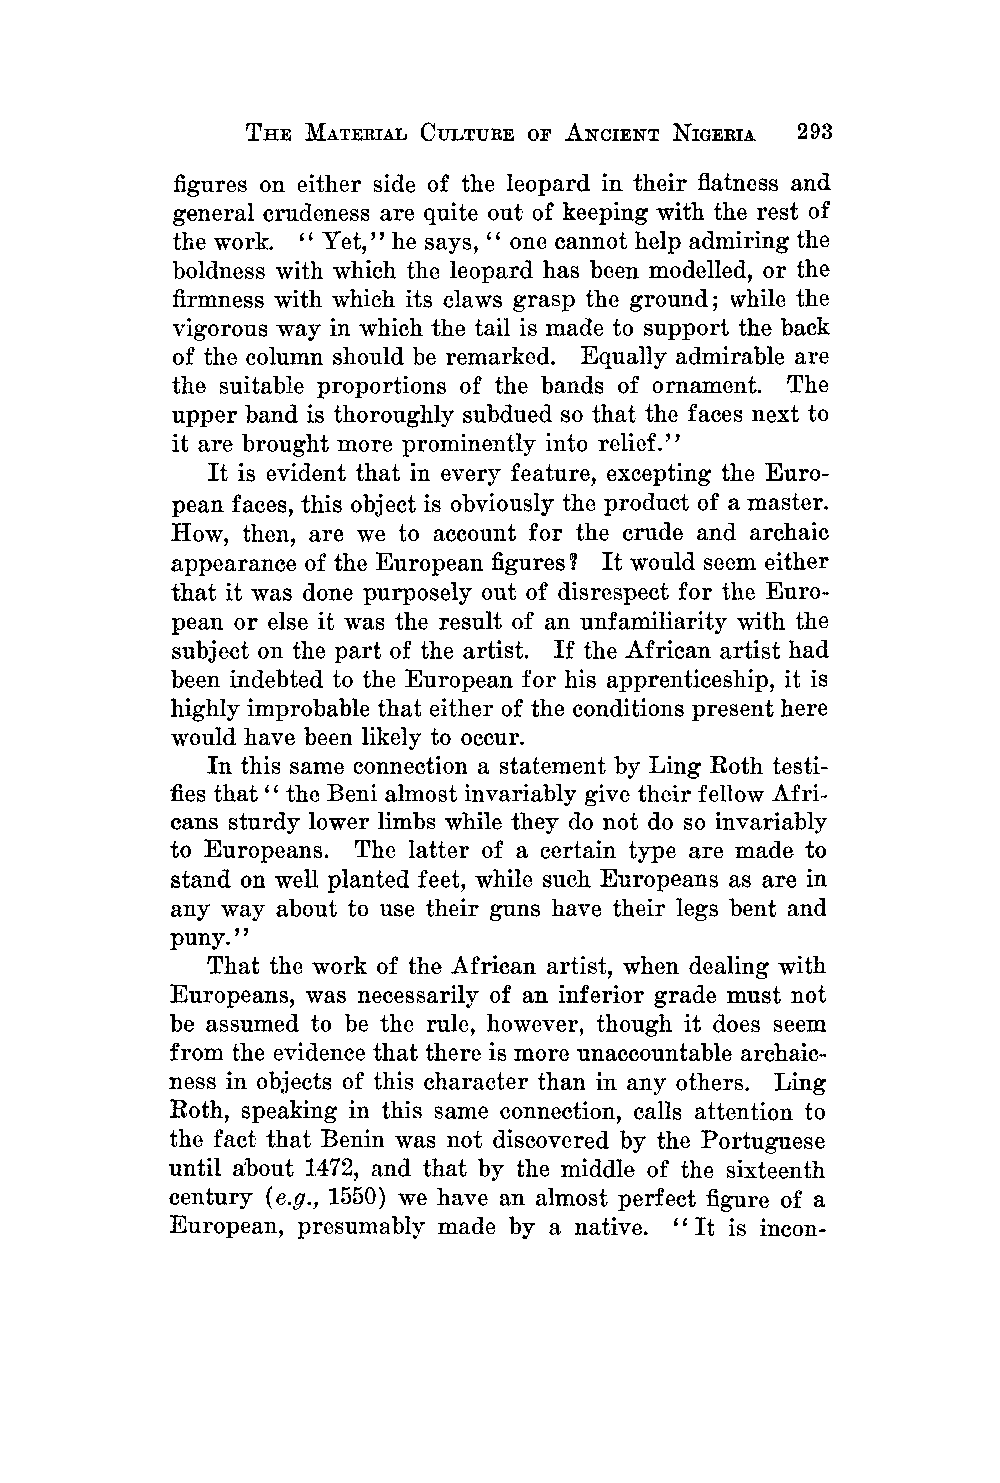 THE MATERIAL CULTURE OF ANCIENT NIGERIA 293
figures on either side of the leopard in their flatness and
general crudeness are quite out of keeping with the rest of
the work. “ Yet,” he says, “ one cannot help admiring the
boldness with which the leopard has been modelled, or the
firmness with which its claws grasp the ground; while the
vigorous way in which the tail is made to support the back
of the column should be remarked. Equally admirable are
the suitable proportions of the bands of ornament. The
upper band is thoroughly subdued so that the faces next to
it are brought more prominently into relief.”
It is evident that in every feature, excepting the Euro-
pean faces, this object is obviously the product of a master.
How, then, are we to account for the crude and archaic
appearance of the European figures? It would seem either
that it was done purposely out of disrespect for the Euro-
pean or else it was the result of an unfamiliarity with the
subject on the part of the artist. If the African artist had
been indebted to the European for his apprenticeship, it is
highly improbable that either of the conditions present here
would have been likely to occur.
In this same connection a statement by Ling Roth testi-
fies that “ the Beni almost invariably give their fellow Afri-
cans sturdy lower limbs while they do not do so invariably
to Europeans. The latter of a certain type are made to
stand on well planted feet, while such Europeans as are in
any way about to use their guns have their legs bent and
puny.”
That the work of the African artist, when dealing with
Europeans, was necessarily of an inferior grade must not
be assumed to be the rule, however, though it does seem
from the evidence that there is more unaccountable archaic-
ness in objects of this character than in any others. Ling
Roth, speaking in this same connection, calls attention to
the fact that Benin was not discovered by the Portuguese
until about 1472, and that by the middle of the sixteenth
century (e.g., 1550) we have an almost perfect figure of a
European, presumably made by a native. “ It is incon-